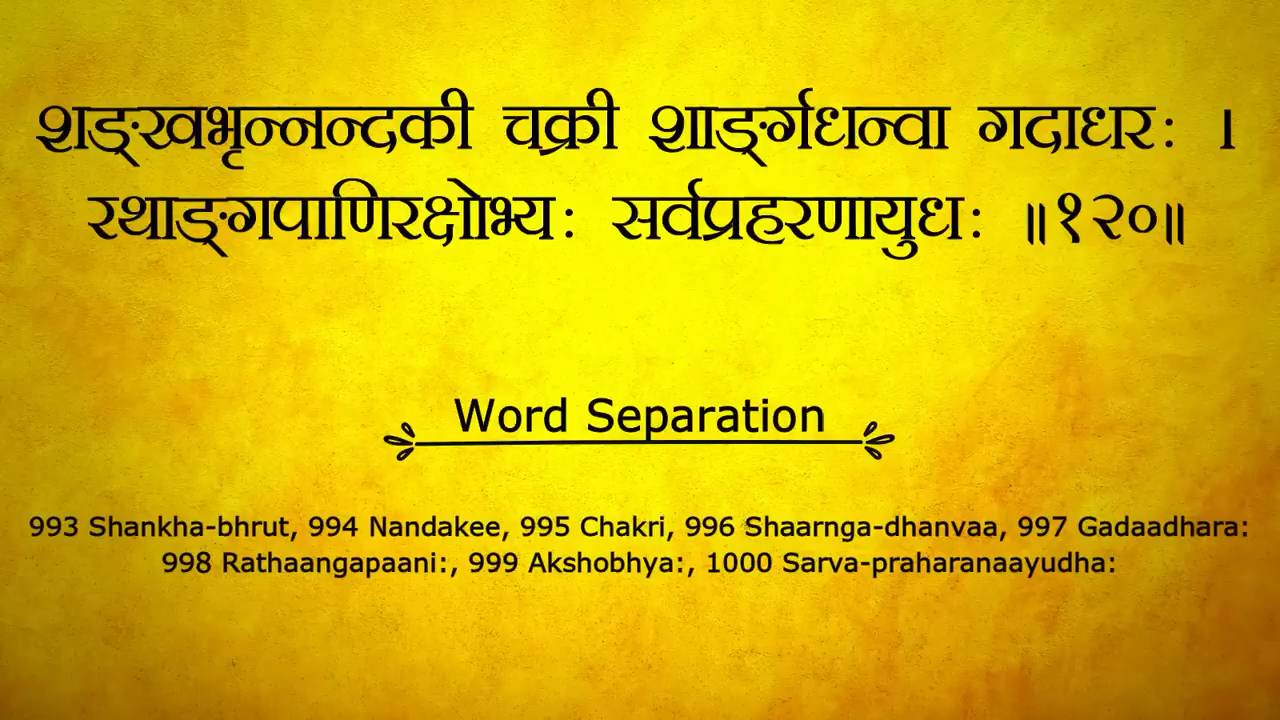 शङ्खभृन्नन्दकी चक्री शार्ङ्गधन्वा गदाधरः ।
रथाङ्गपाणिरक्षोभ्यः सर्वप्रहरणायुधः ॥१२०॥
Word Separation
993 Shankha-bhrut, 994 Nandakee, 995 Chakri, 996 Shaarnga-dhanvaa, 997 Gadaadhara:
998 Rathaangapaani:, 999 Akshobhya:, 1000 Sarva-praharanaayudha: